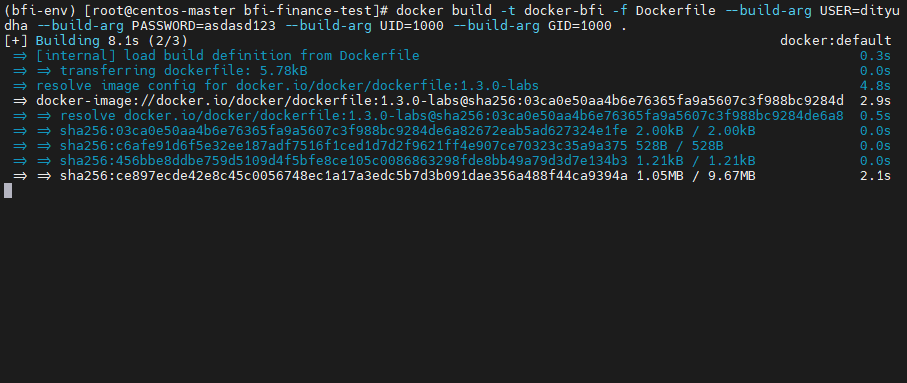 (bfi-env) [root@centos-master bfi-finance-test]# docker build -t docker-bfi -f Dockerfile --build-arg USER=dityu
dha --build-arg PASSWORD=asdasd123 --build-arg UID=1000 --build-arg GID=1000 .
[+] Building 8.1s (2/3) docker:default
=> [internal] load build definition from Dockerfile 0.3s
=> => transferring dockerfile: 5.78kB 0.0s
=> resolve image config for docker.io/docker/dockerfile:1.3.0-labs 4.8s
=> docker-image://docker.io/docker/dockerfile:1.3.0-labs@sha256:03ca0e50aa4b6e76365fa9a5607c3f988bc9284d 2.9s
=> => resolve docker.io/docker/dockerfile:1.3.0-labs@sha256:03ca0e50aa4b6e76365fa9a5607c3f988bc9284de6a8 0.5s
=> => sha256:03ca0e50aa4b6e76365fa9a5607c3f988bc9284de6a82672eab5ad627324e1fe 2.00kB / 2.00kB 0.0s
=> => sha256:c6afe91d6f5e32ee187adf7516f1ced1d7d2f9621ff4e907ce70323c35a9a375 528B / 528B 0.0s
=> => sha256:456bbe8ddbe759d5109d4f5bfe8ce105c0086863298fde8bb49a79d3d7e134b3 1.21kB / 1.21kB 0.0s
=> => sha256:ce897ecde42e8c45c0056748ec1a17a3edc5b7d3b091dae356a488f44ca9394a 1.05MB / 9.67MB 2.1s